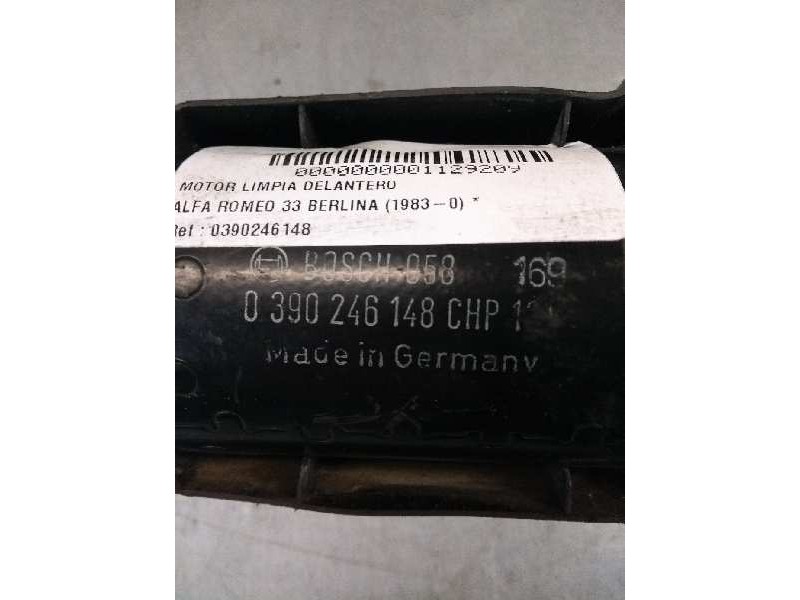 0000000001129209
MOTOR LIMPIA DELANTERO
ALFA ROMEO 33 BERLINA (1983-0) *
Ref : 0390246148
BOSCH 058 169
0 390 246 148 CHP
Made in Germany